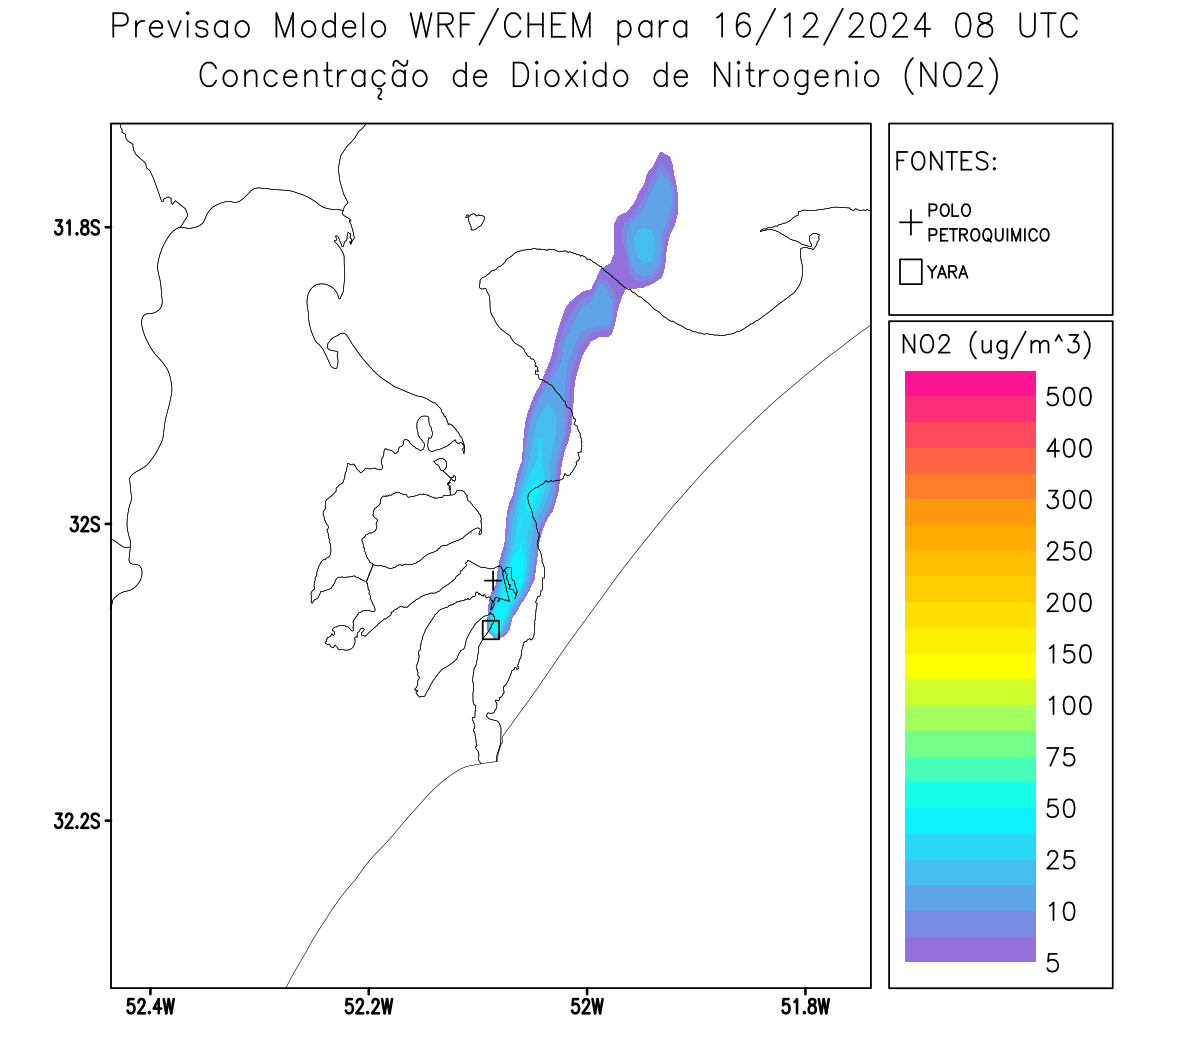 Previsao Modelo WRF/CHEM para 16/12/2024 08 UTC
Concentração de Dioxido de Nitrogenio (NO2)
FONTES:
POLO
PETROQUIMICO
YARA
NO2 (ug/m^3)
500
400
300
250
200
150
100
75
50
25
10
5
31.8S
32S
32.2S
52.4W
52.2W
52W
51.8W